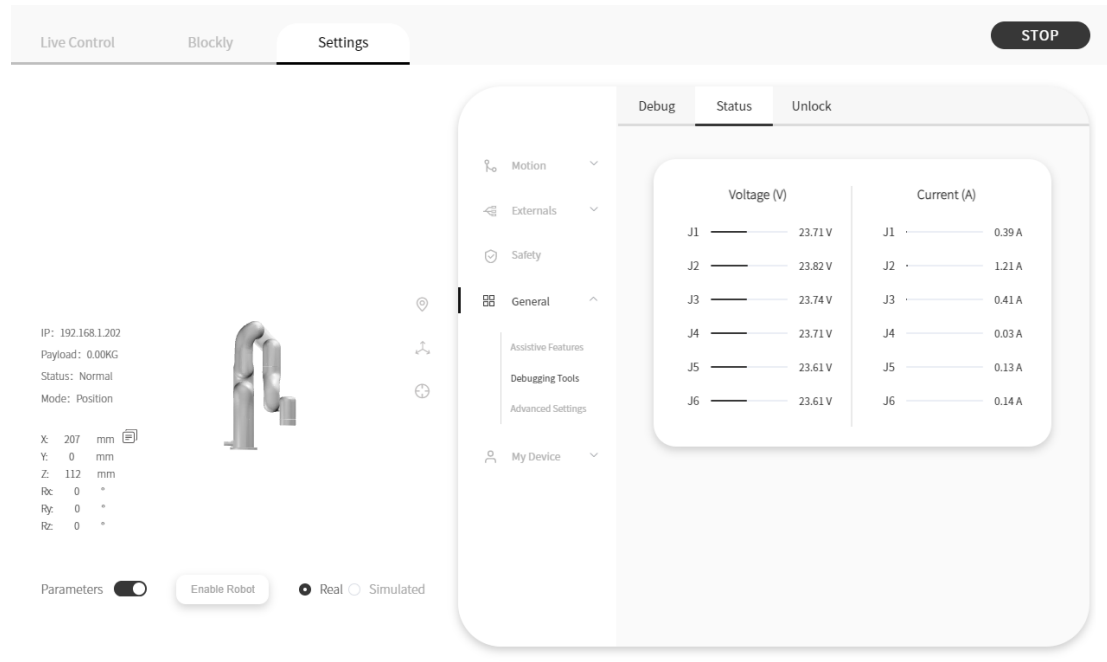 Live Control
Blockly
Settings
STOP
IP: 192.168.1.202
Payload: 0.00KG
Status: Normal
Mode: Position
X: 207 mm
Y: 0 mm
Z: 112 mm
Rx: 0 °
Ry: 0 °
Rz: 0 °
Parameters
Enable Robot
Real
Simulated
Motion
Externals
Safety
General
Assistive Features
Debugging Tools
Advanced Settings
My Device
Debug
Status
Unlock
Voltage (V)
J1 23.71 V
J2 23.82 V
J3 23.74 V
J4 23.71 V
J5 23.61 V
J6 23.61 V
Current (A)
J1 0.39 A
J2 1.21 A
J3 0.41 A
J4 0.03 A
J5 0.13 A
J6 0.14 A